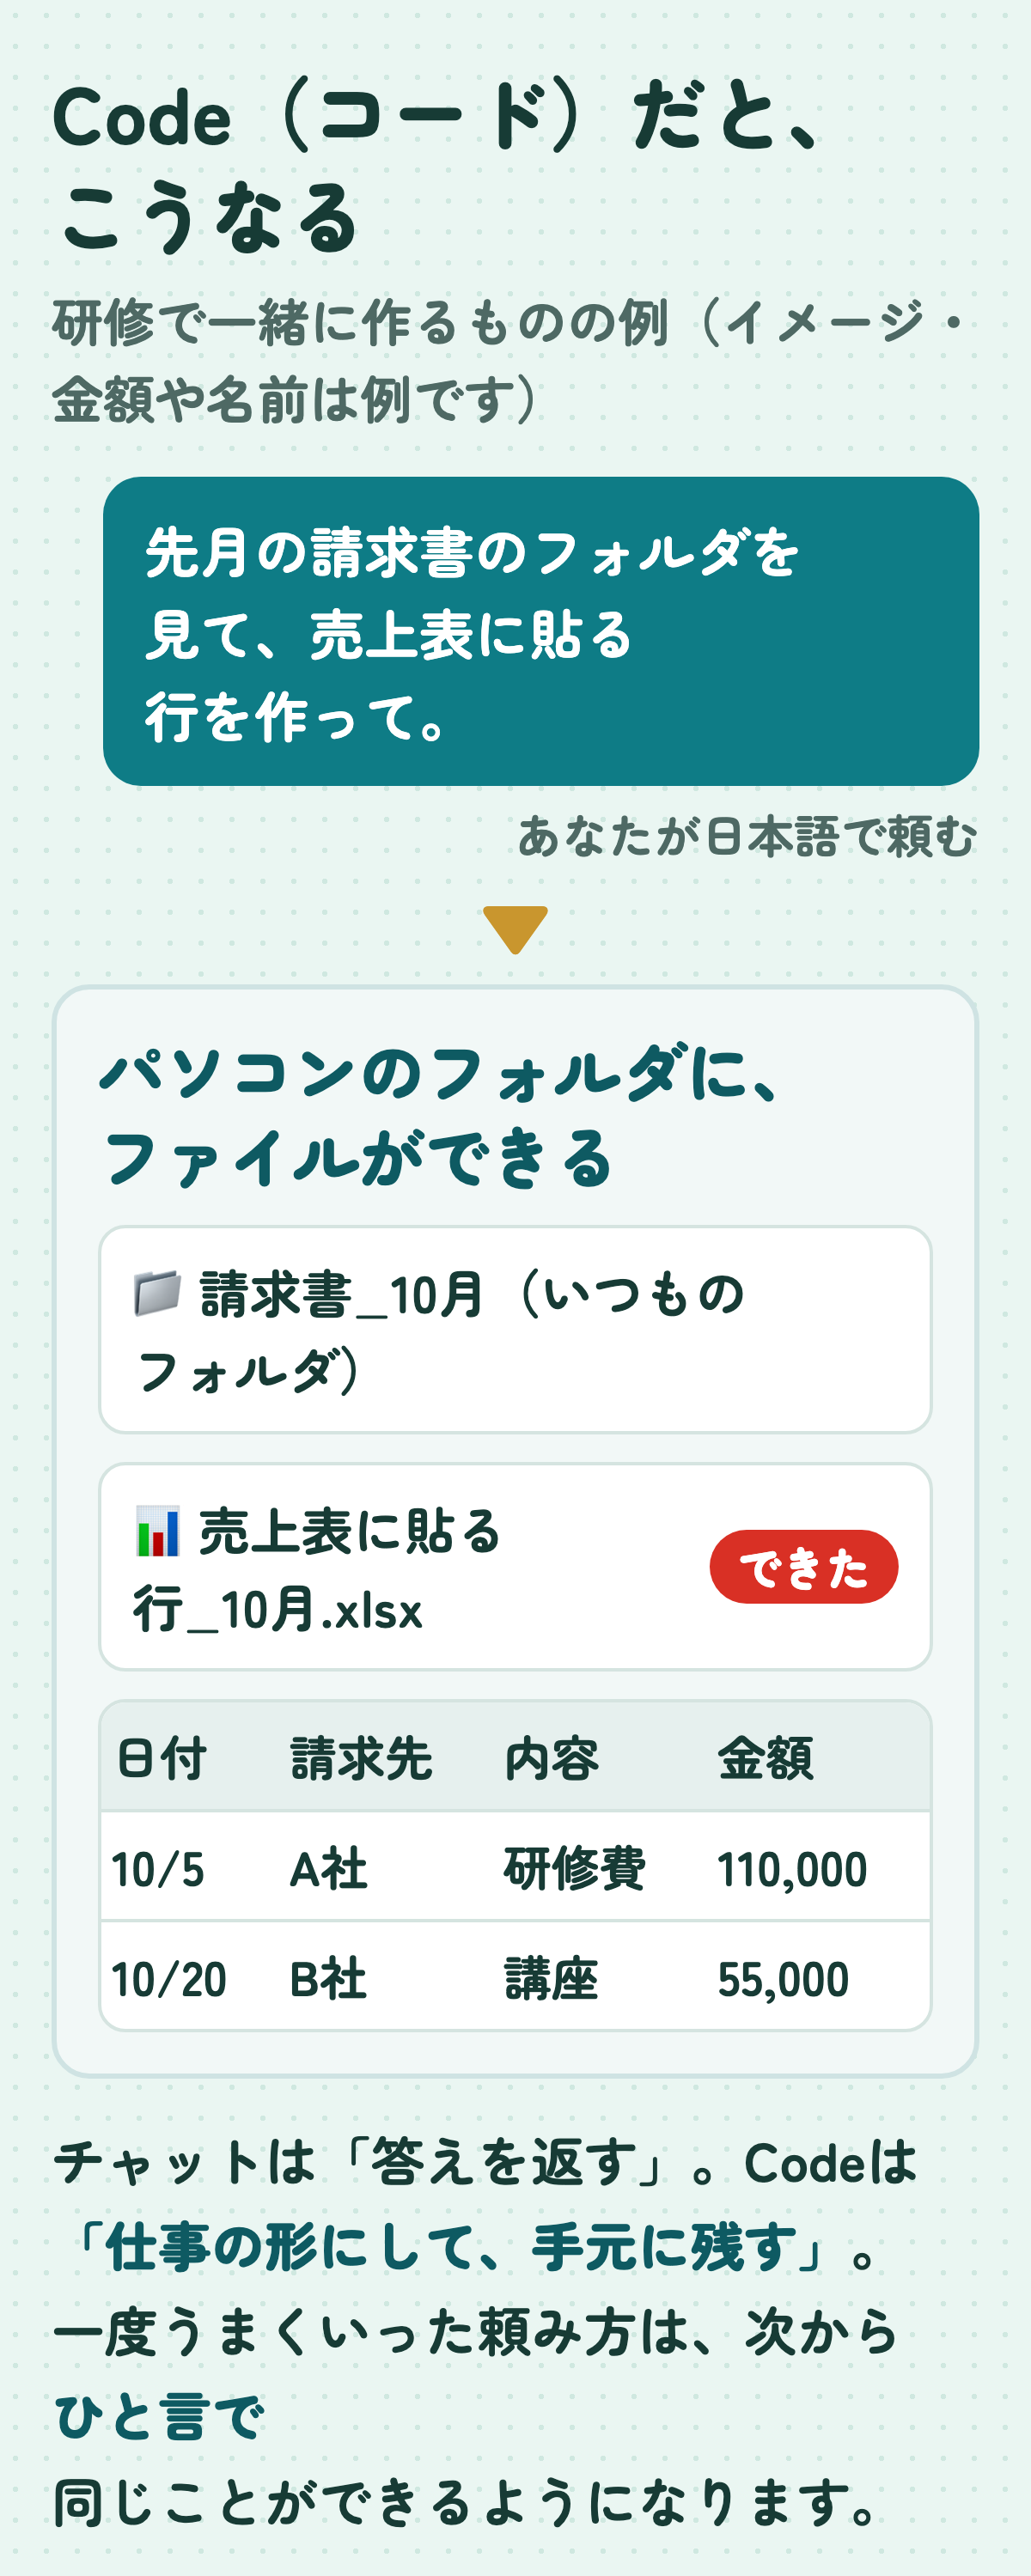 Code（コード）だと、
こうなる
研修で一緒に作るものの例（イメージ・
金額や名前は例です）
先月の請求書のフォルダを
見て、売上表に貼る
行を作って。
あなたが日本語で頼む
パソコンのフォルダに、
ファイルができる
請求書_10月（いつもの
フォルダ）
売上表に貼る
行_10月.xlsx
できた
日付 請求先 内容 金額
10/5 A社 研修費 110,000
10/20 B社 講座 55,000
チャットは「答えを返す」。Codeは
「仕事の形にして、手元に残す」。
一度うまくいった頼み方は、次から
ひと言で
同じことができるようになります。